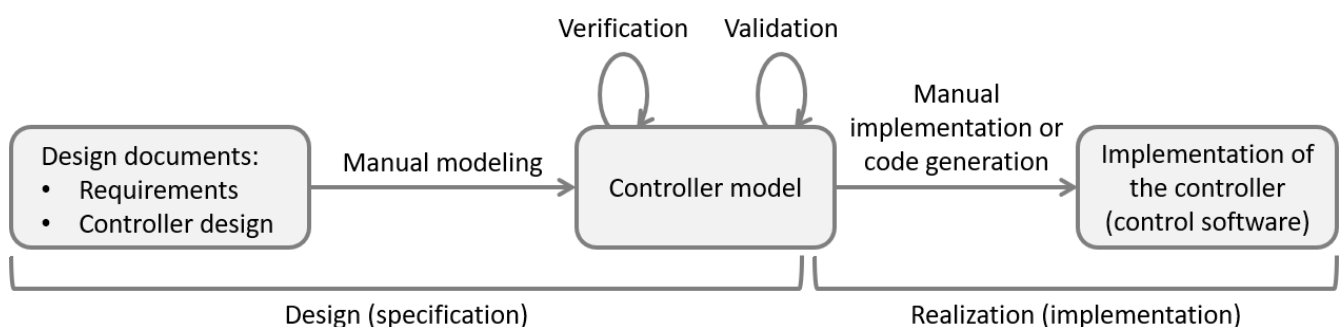 Verification
Validation
Design documents:
• Requirements
• Controller design
Manual modeling
Controller model
Manual
implementation or
code generation
Implementation of
the controller
(control software)
Design (specification)
Realization (implementation)